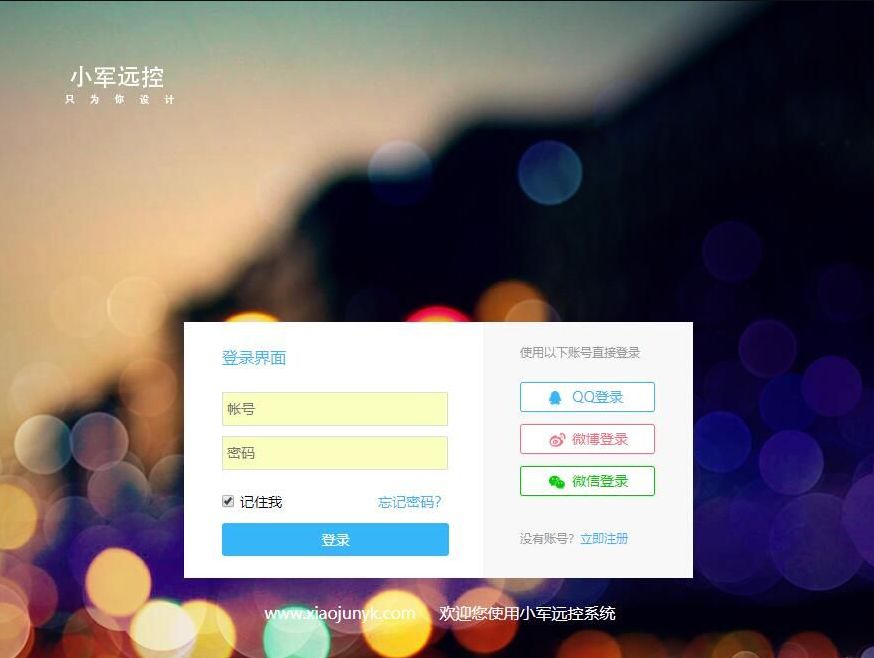 小军远控
只为你设计
登录界面
使用以下账号直接登录
帐号
QQ登录
密码
微博登录
微信登录
记住我 忘记密码?
登录
没有账号? 立即注册
www.xiaojunyk.com 欢迎您使用小军远控系统